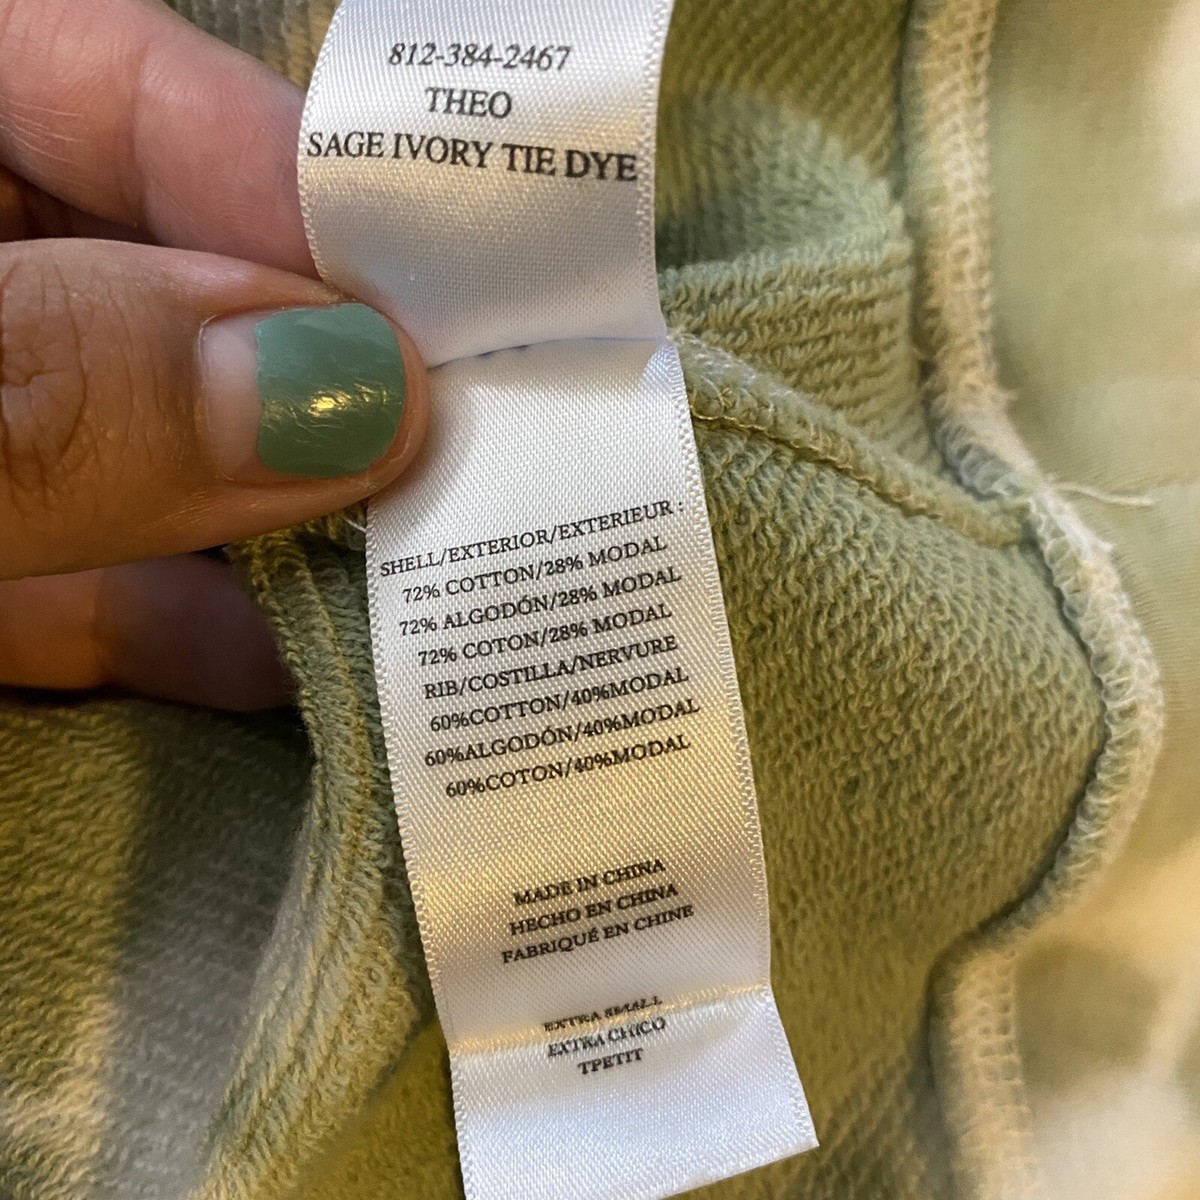 812-384-2467
THEO
SAGE IVORY TIE DYE
SHELL/EXTERIOR/EXTERIEUR :
72% COTTON/28% MODAL
72% ALGODÓN/28% MODAL
72% COTON/28% MODAL
RIB/COSTILLA/NERVURE
60%COTTON/40%MODAL
60%ALGODÓN/40%MODAL
60%COTON/40%MODAL
MADE IN CHINA
HECHO EN CHINA
FABRIQUÉ EN CHINE
EXTRA SMALL
EXTRA CHICO
TPETIT